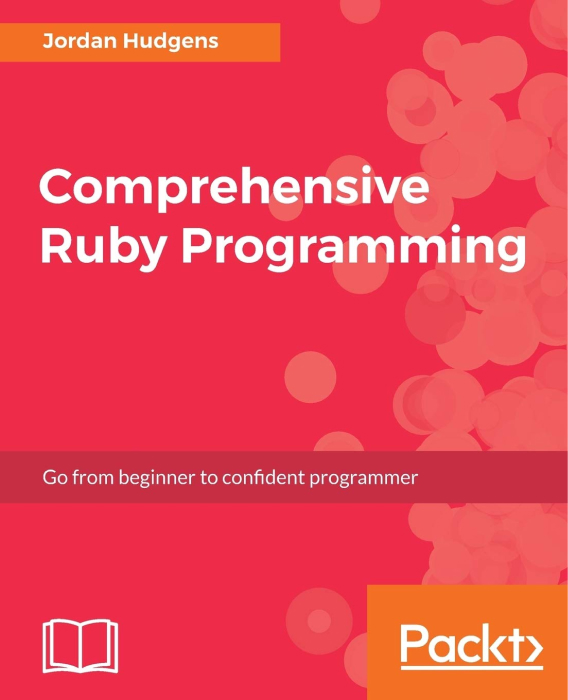 Jordan Hudgens
Comprehensive
Ruby Programming
Go from beginner to confident programmer
Packt>